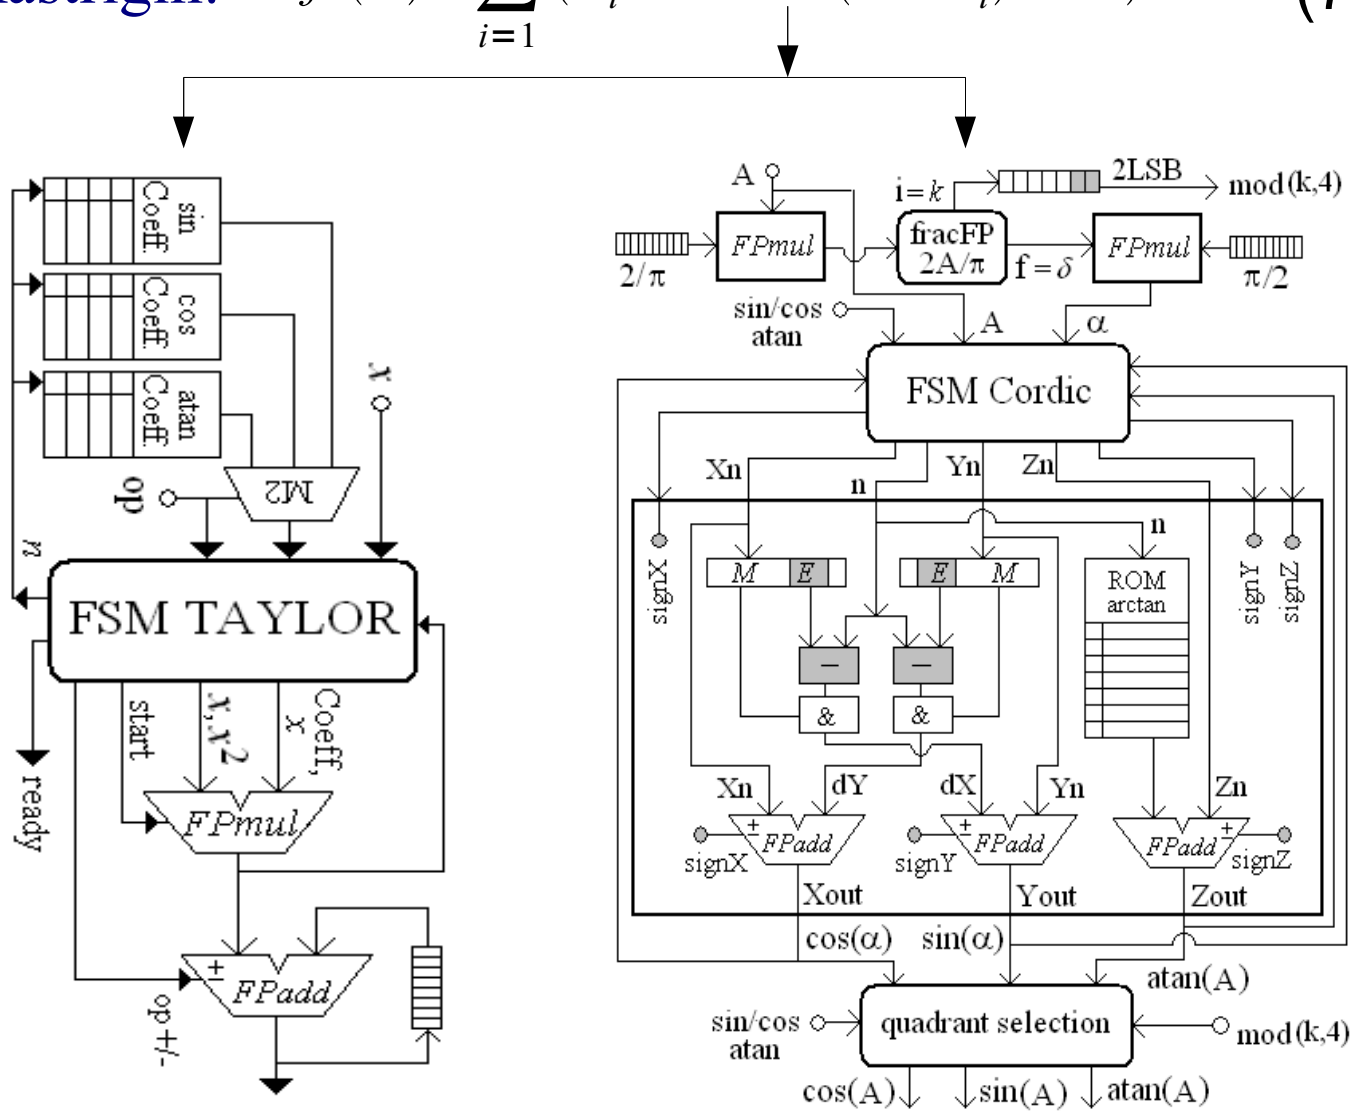 i=1
sin
Coeff.
cos
Coeff.
atan
Coeff.
x
M2
op
n
FSM TAYLOR
start
x,x²
Coeff,
x
ready
FPmul
±
FPadd
op +/-
A
i=k
2LSB
mod(k,4)
FPmul
fracFP
2A/π
f=δ
FPmul
2/π
π/2
sin/cos
atan
A
α
FSM Cordic
Xn
n
Yn
Zn
n
signX
M E
E M
ROM
arctan
signY
signZ
–
–
&
&
Xn
dY
dX
Yn
Zn
±
FPadd
signX
±
FPadd
signY
±
FPadd
signZ
Xout
Yout
Zout
cos(α)
sin(α)
atan(A)
sin/cos
atan
quadrant selection
mod(k,4)
cos(A)
sin(A)
atan(A)